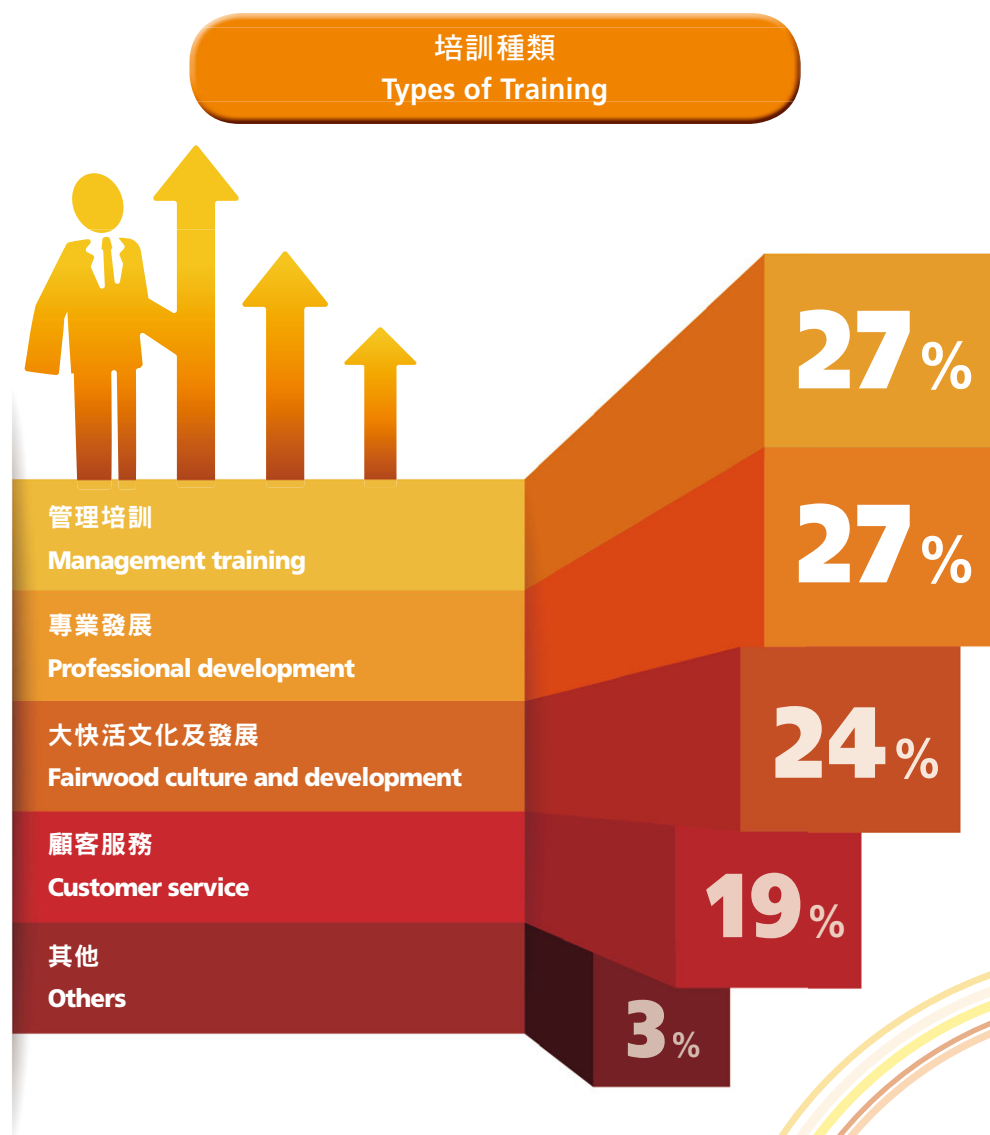 培訓種類
Types of Training
27%
27%
管理培訓
Management training
專業發展
Professional development
大快活文化及發展
Fairwood culture and development
24%
顧客服務
Customer service
19%
其他
Others
3%